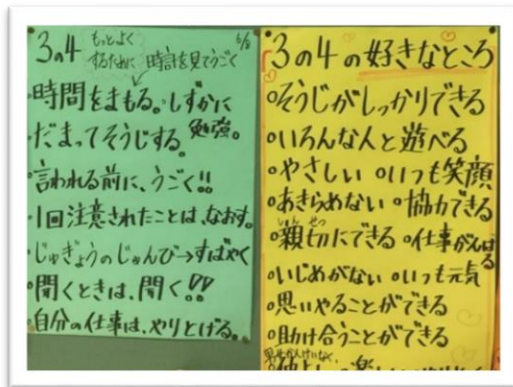 3の4 もっとよく 6/8
するために 時計を見てうごく
・時間をまもる。・しずかに
勉強。
・だまってそうじする。
・言われる前に、うごく!!
・1回注意されたことは、なおす。
・じゅぎょうのじゅんび→すばやく
・聞くときは、聞く!!
・自分の仕事は、やりとげる。
3の4の好きなところ
○そうじがしっかりできる
○いろんな人と遊べる
○やさしい ○いつも笑顔
○あきらめない ○協力できる
しんせつ
○親切にできる ○仕事がんばる
○いじめがない ○いつも元気
○思いやることができる
○助け合うことができる